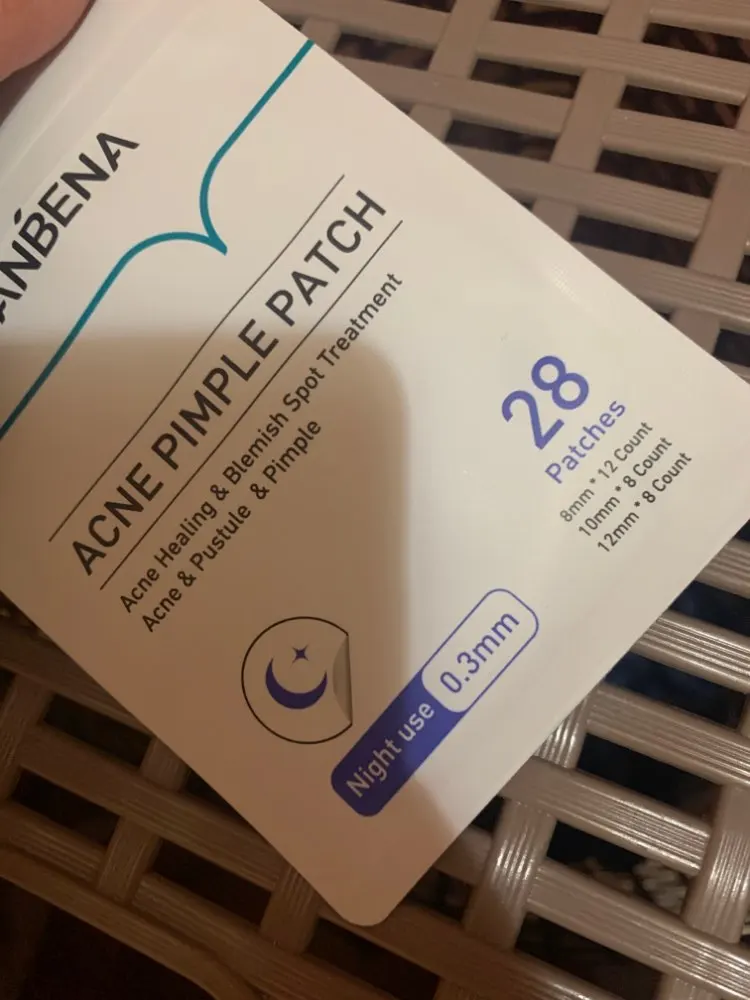 ANBENA
ACNE PIMPLE PATCH
Acne Healing & Blemish Spot Treatment
Acne & Pustule & Pimple
28
Patches
8mm * 12 Count
10mm * 8 Count
12mm * 8 Count
Night use 0.3mm